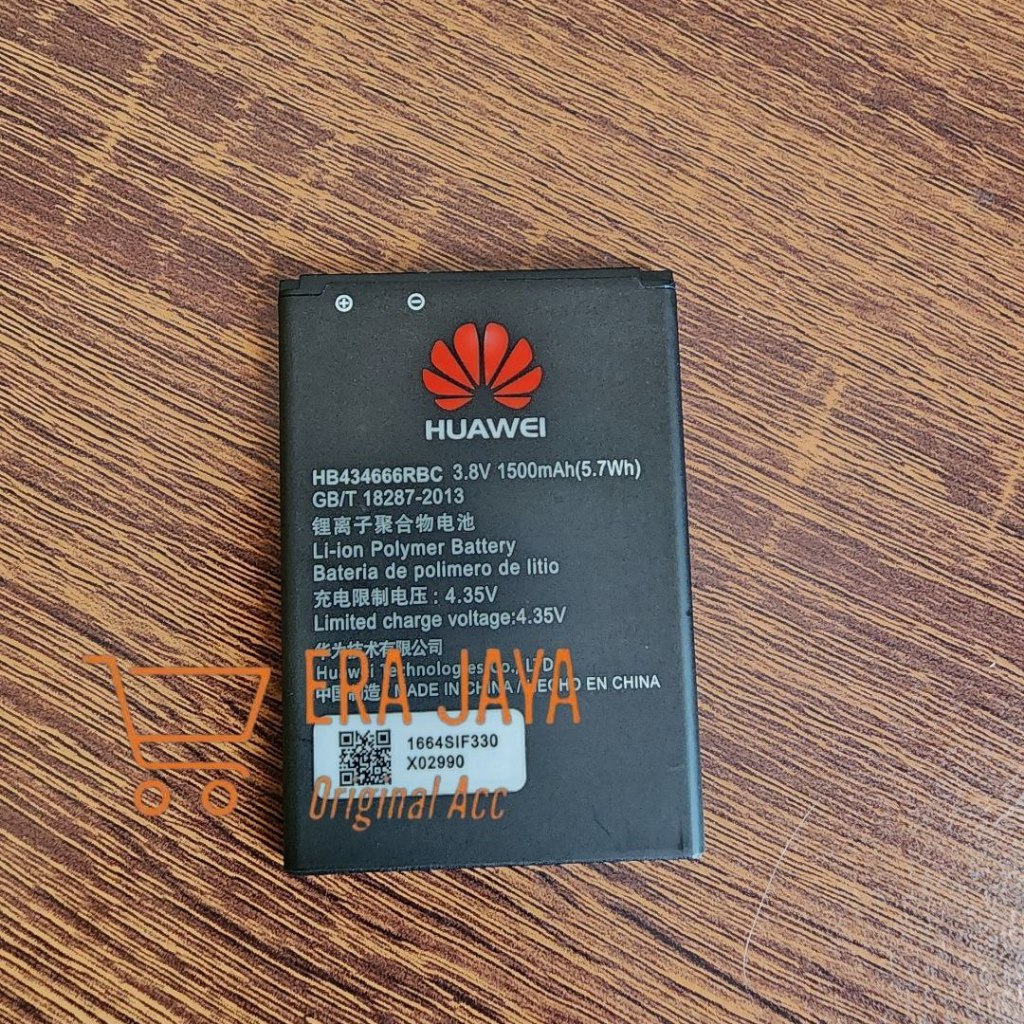 HUAWEI
HB434666RBC 3.8V 1500mAh(5.7Wh)
GB/T 18287-2013
锂离子聚合物电池
Li-ion Polymer Battery
Bateria de polimero de litio
充电限制电压：4.35V
Limited charge voltage:4.35V
华为技术有限公司
Huawei Technologies Co., LTD
中国制造 / MADE IN CHINA / HECHO EN CHINA
ERA JAYA
1664SIF330
X02990
Original Acc